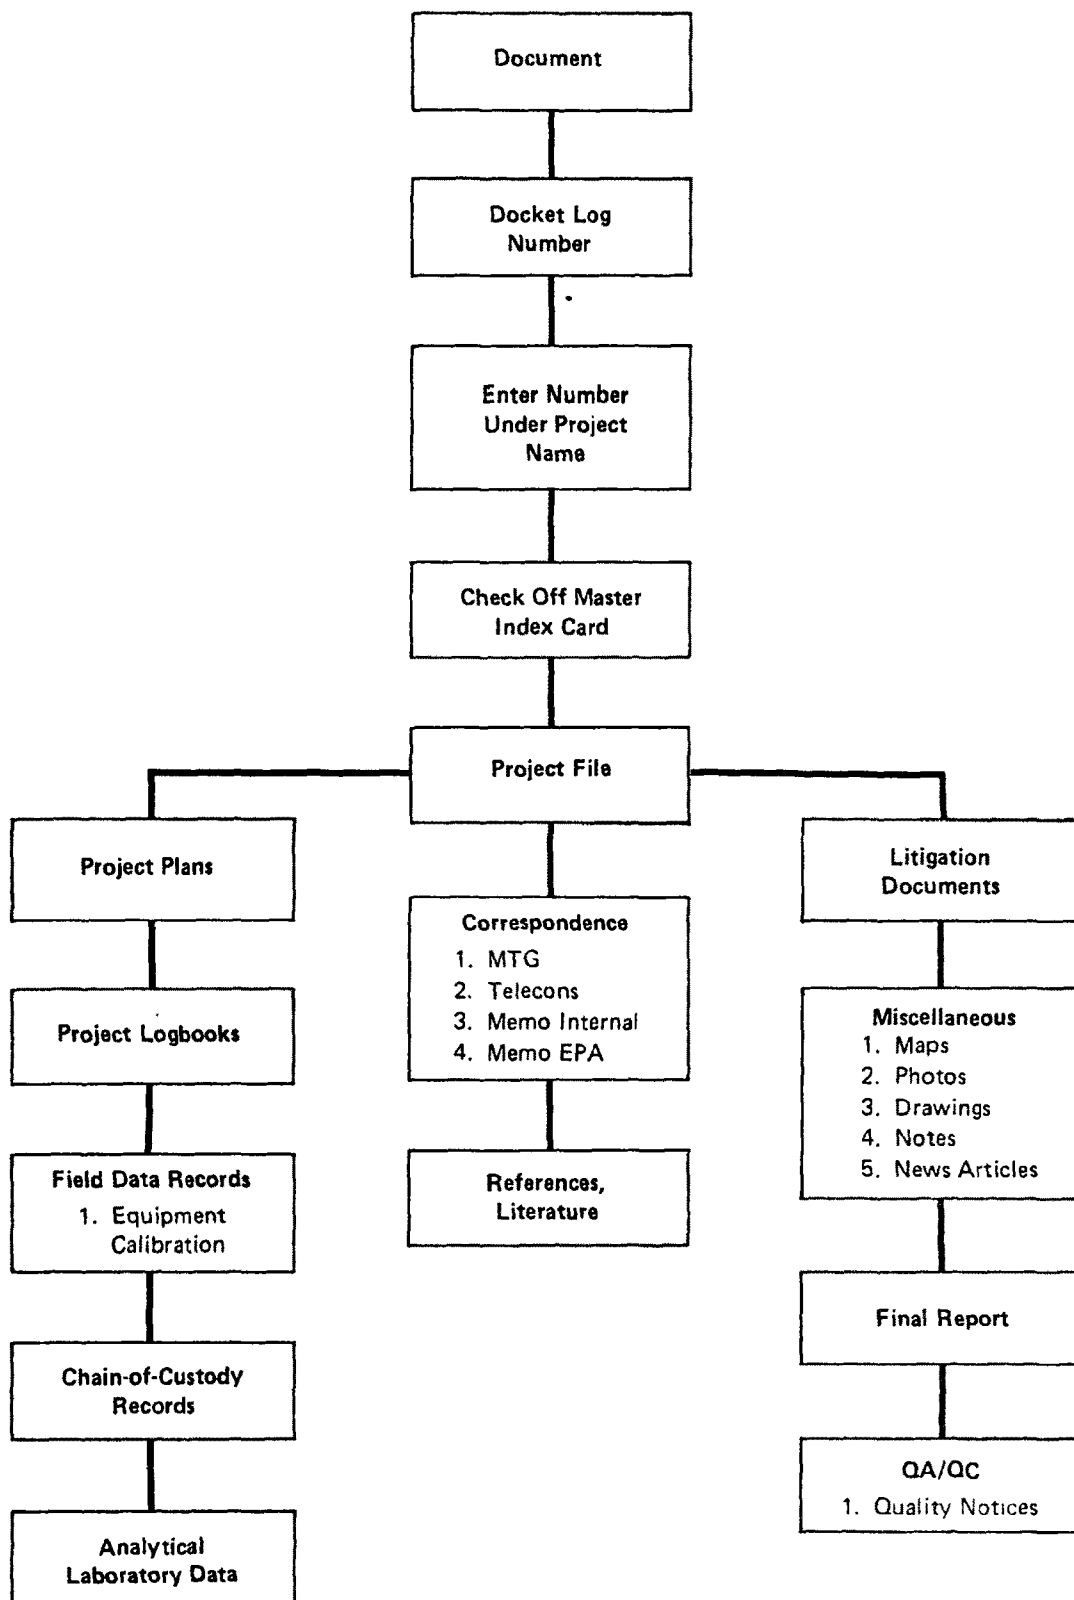 Document
Docket Log
Number
Enter Number
Under Project
Name
Check Off Master
Index Card
Project File
Project Plans
Project Logbooks
Field Data Records
1. Equipment
Calibration
Chain-of-Custody
Records
Analytical
Laboratory Data
Correspondence
1. MTG
2. Telecons
3. Memo Internal
4. Memo EPA
References,
Literature
Litigation
Documents
Miscellaneous
1. Maps
2. Photos
3. Drawings
4. Notes
5. News Articles
Final Report
QA/QC
1. Quality Notices